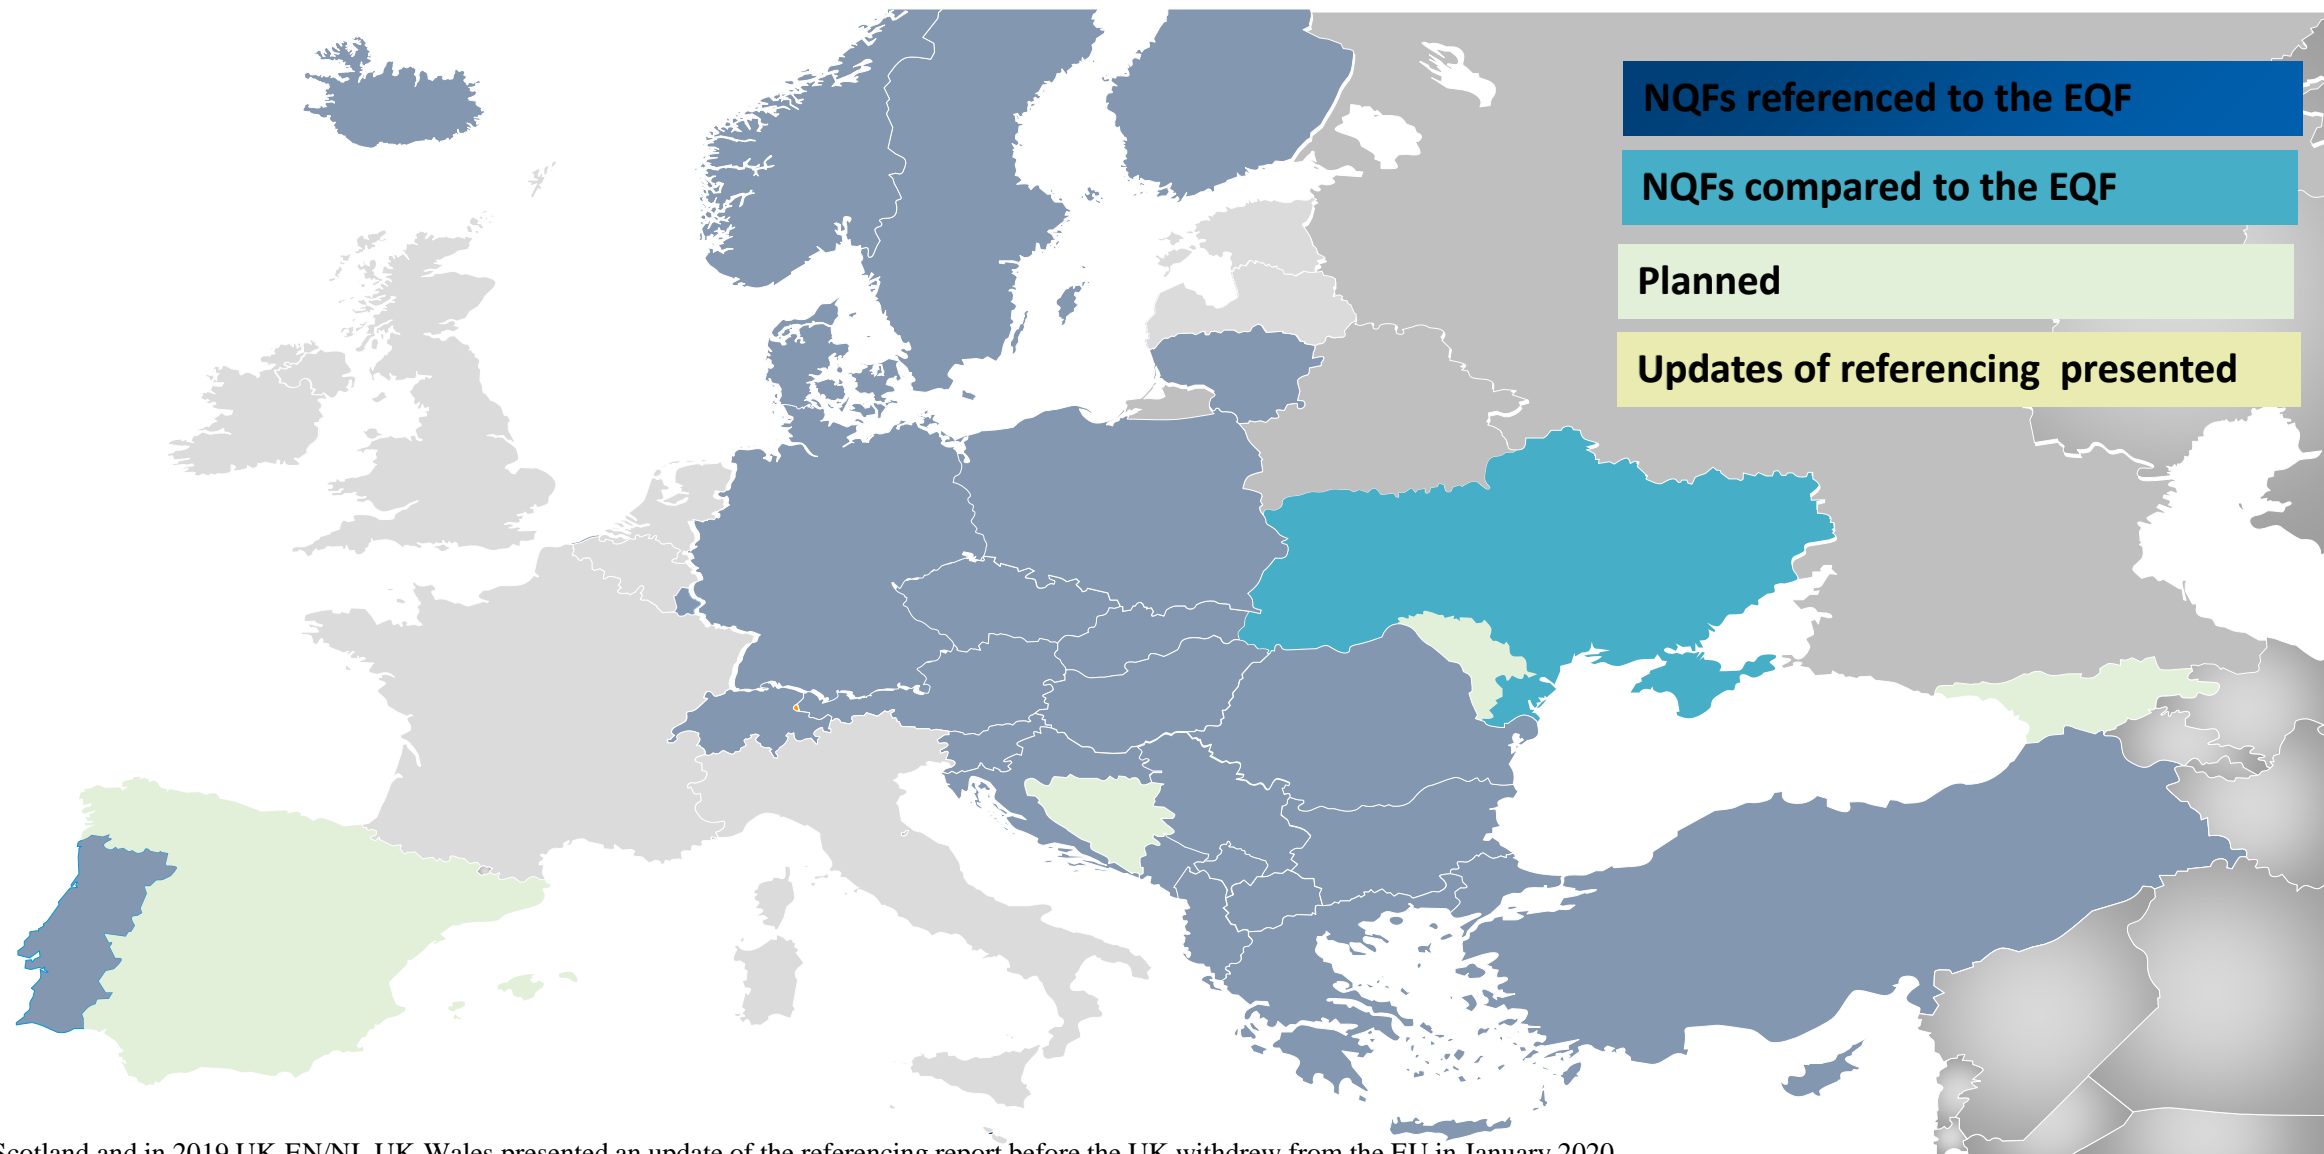 NQFs referenced to the EQF
NQFs compared to the EQF
Planned
Updates of referencing presented
Scotland and in 2019 UK-EN/NI, UK-Wales presented an update of the referencing report before the UK withdrew from the EU in January 2020